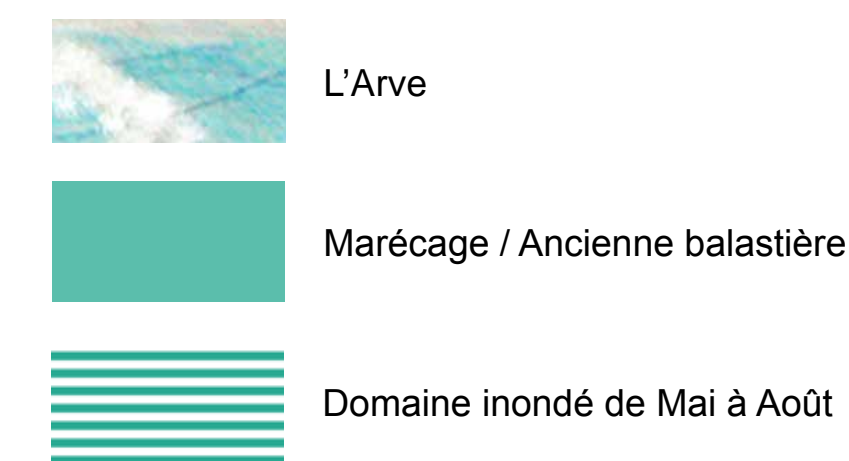 L’Arve
Marécage / Ancienne balastière
Domaine inondé de Mai à Août